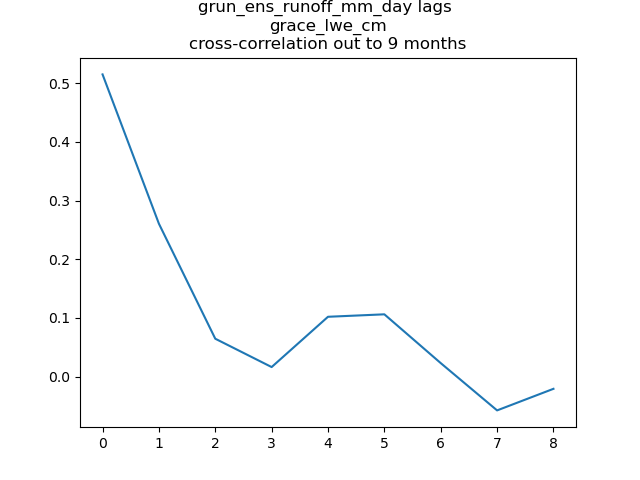 grun_ens_runoff_mm_day lags
grace_lwe_cm
cross-correlation out to 9 months
0.5
0.4
0.3
0.2
0.1
0.0
0 1 2 3 4 5 6 7 8